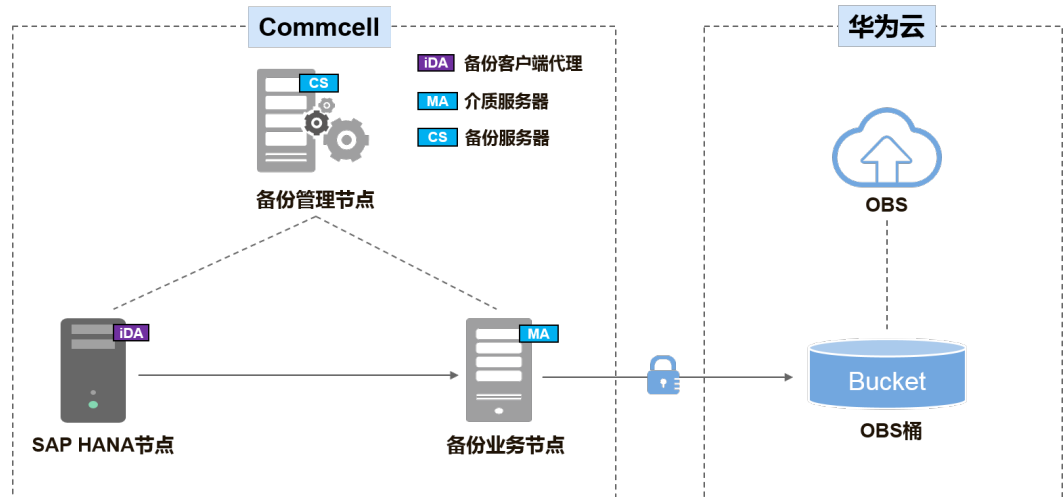 Commcell
华为云
iDA 备份客户端代理
CS
MA 介质服务器
CS 备份服务器
备份管理节点
OBS
iDA
MA
Bucket
SAP HANA节点
备份业务节点
OBS桶